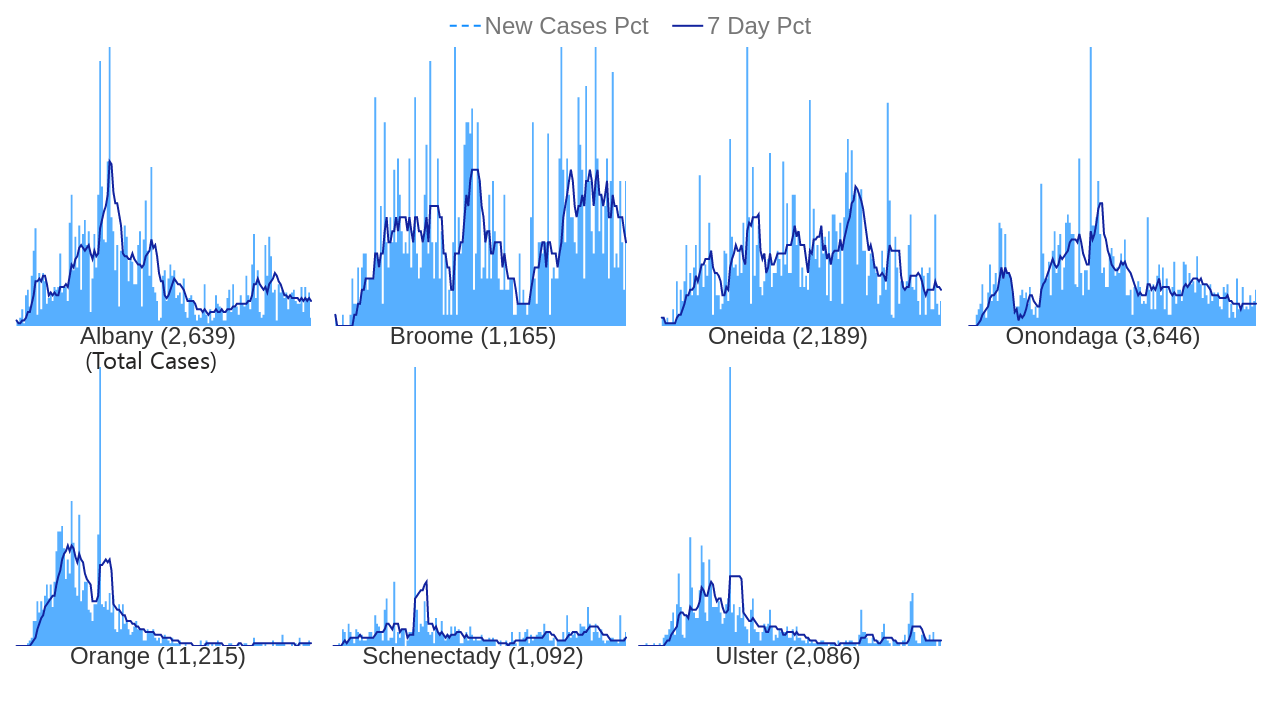 New Cases Pct 7 Day Pct
Albany (2,639)
(Total Cases)
Broome (1,165)
Oneida (2,189)
Onondaga (3,646)
Orange (11,215)
Schenectady (1,092)
Ulster (2,086)